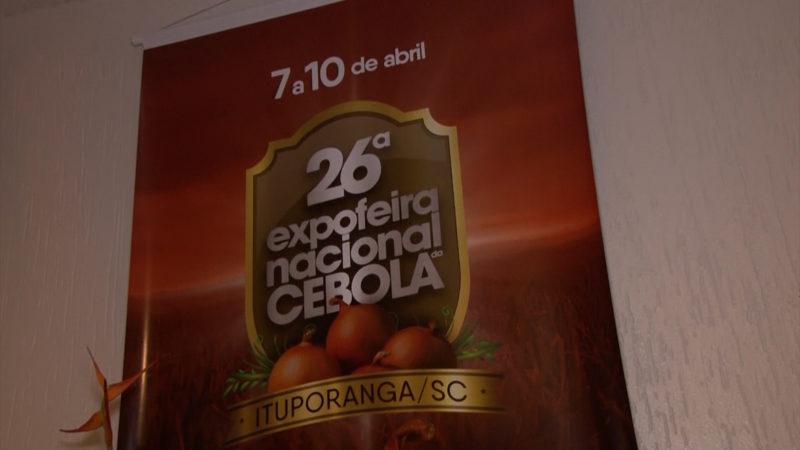 7 a 10 de abril
26ª
expofeira
nacional
da
CEBOLA
ITUPORANGA/SC